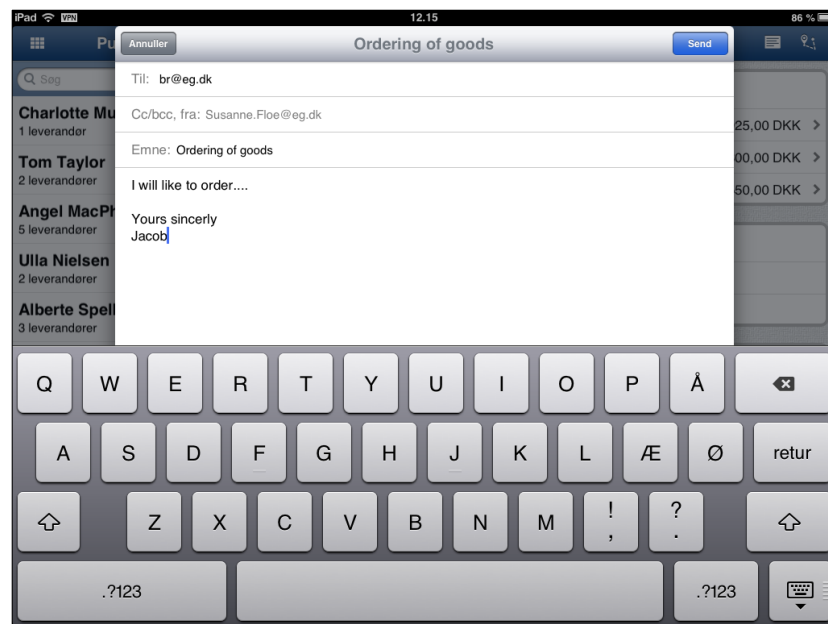 iPad VPN 12.15 86 %
Pu Annuller Ordering of goods Send
Søg
Til: br@eg.dk
Charlotte Mu
1 leverandør
Cc/bcc, fra: Susanne.Floe@eg.dk
25,00 DKK
Emne: Ordering of goods
Tom Taylor
2 leverandører
00,00 DKK
I will like to order....
50,00 DKK
Angel MacPh
5 leverandører
Yours sincerly
Jacob
Ulla Nielsen
2 leverandører
Alberte Spell
3 leverandører
Q W E R T Y U I O P Å
A S D F G H J K L Æ Ø retur
Z X C V B N M ! , ? .
.?123 .?123